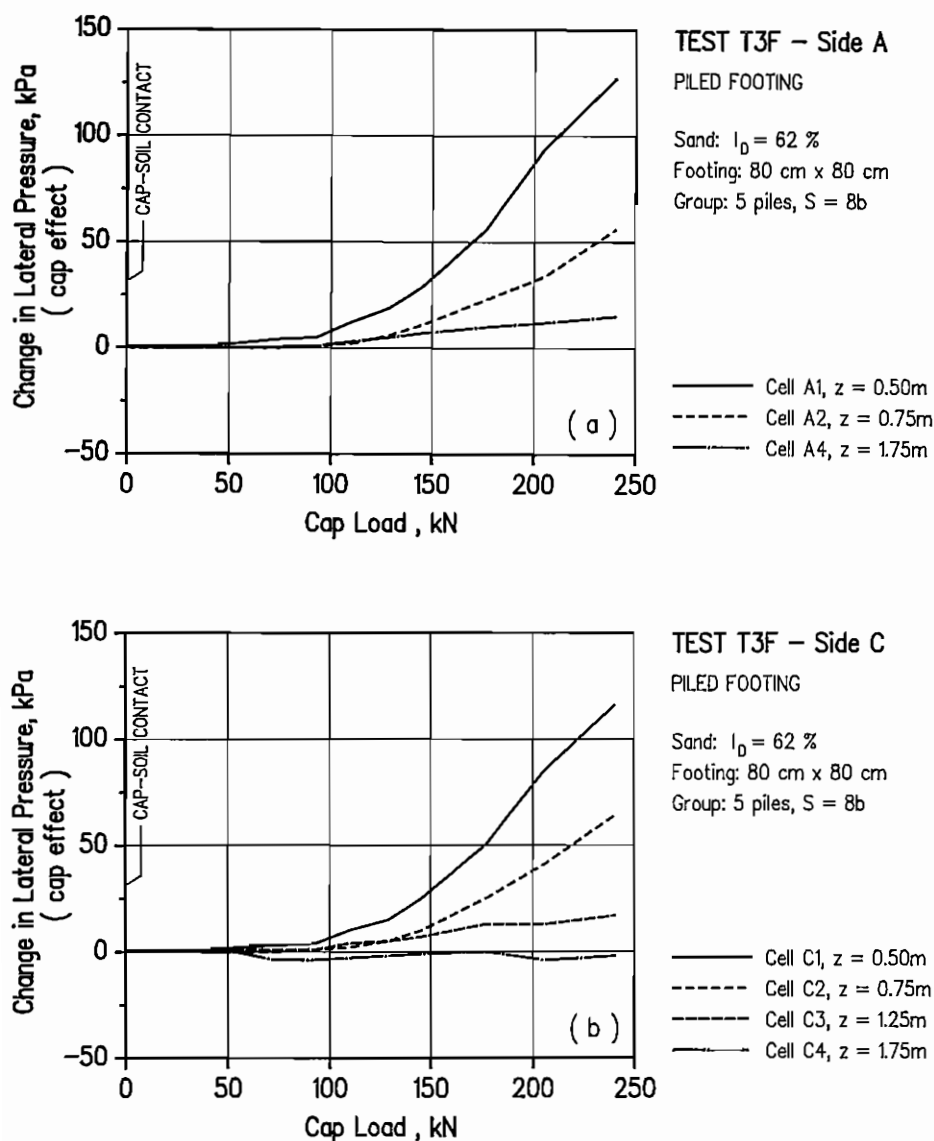 150
100
50
0
-50
Change in Lateral Pressure, kPa
( cap effect )
CAP-SOIL CONTACT
( a )
0 50 100 150 200 250
Cap Load , kN
TEST T3F - Side A
PILED FOOTING
Sand: I_D = 62 %
Footing: 80 cm x 80 cm
Group: 5 piles, S = 8b
Cell A1, z = 0.50m
Cell A2, z = 0.75m
Cell A4, z = 1.75m
150
100
50
0
-50
Change in Lateral Pressure, kPa
( cap effect )
CAP-SOIL CONTACT
( b )
0 50 100 150 200 250
Cap Load , kN
TEST T3F - Side C
PILED FOOTING
Sand: I_D = 62 %
Footing: 80 cm x 80 cm
Group: 5 piles, S = 8b
Cell C1, z = 0.50m
Cell C2, z = 0.75m
Cell C3, z = 1.25m
Cell C4, z = 1.75m